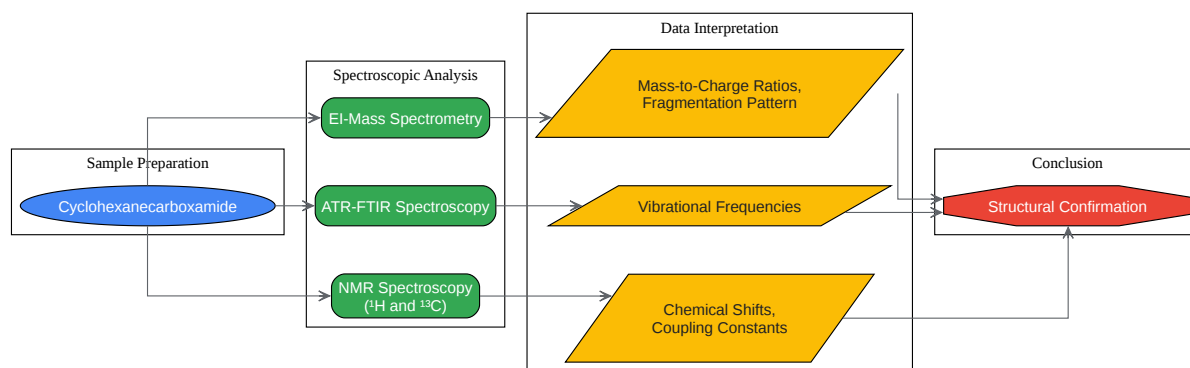 Sample Preparation
Cyclohexanecarboxamide
Spectroscopic Analysis
EI-Mass Spectrometry
ATR-FTIR Spectroscopy
NMR Spectroscopy
(¹H and ¹³C)
Data Interpretation
Mass-to-Charge Ratios,
Fragmentation Pattern
Vibrational Frequencies
Chemical Shifts,
Coupling Constants
Conclusion
Structural Confirmation